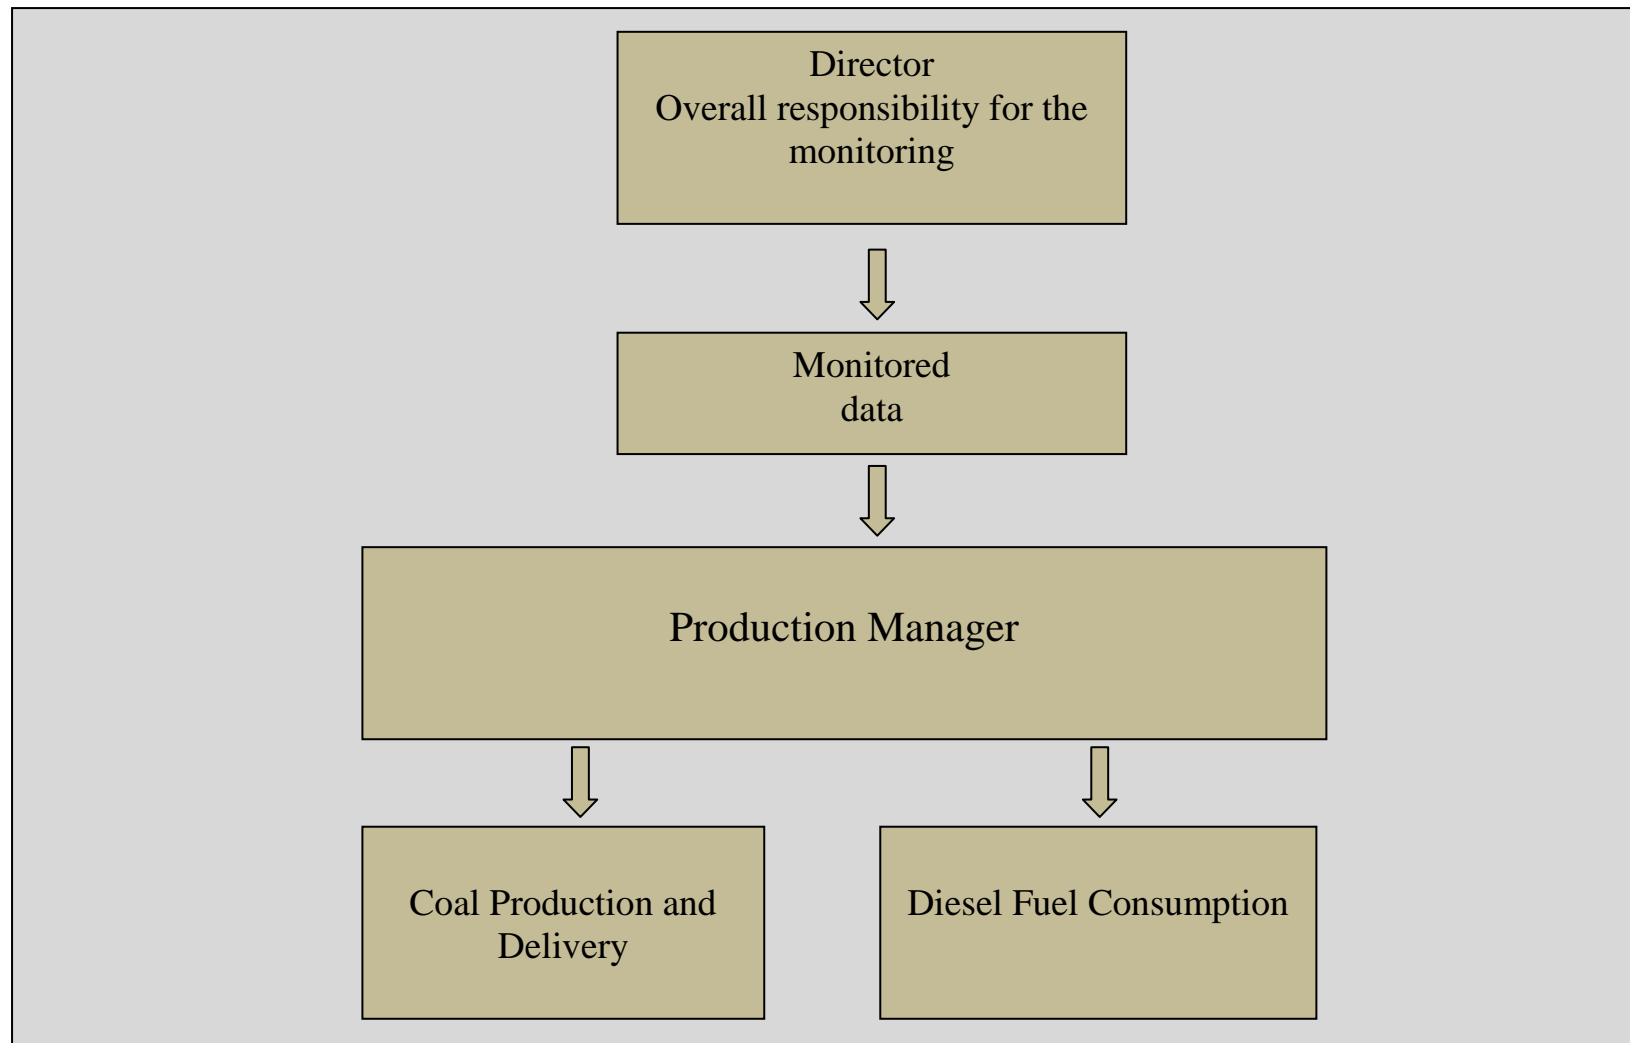 Director
Overall responsibility for the
monitoring
Monitored
data
Production Manager
Coal Production and
Delivery
Diesel Fuel Consumption